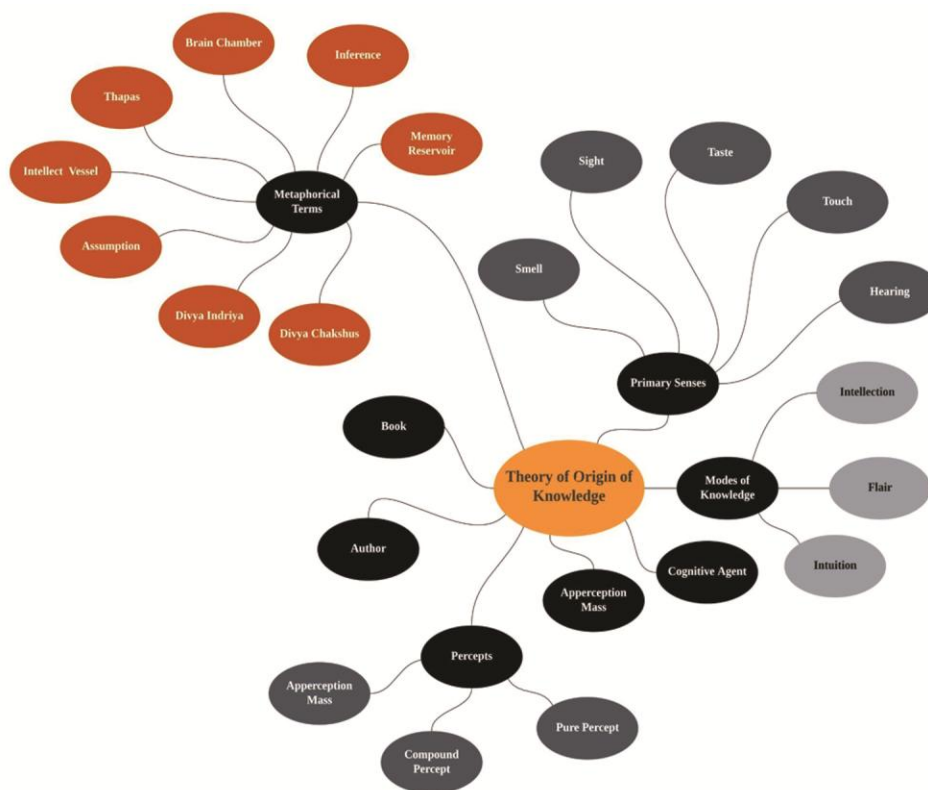 Brain Chamber
Inference
Thapas
Memory
Reservoir
Intellect Vessel
Metaphorical
Terms
Assumption
Divya Indriya
Divya Chakshus
Sight
Taste
Touch
Smell
Hearing
Primary Senses
Intellection
Book
Theory of Origin of
Knowledge
Modes of
Knowledge
Flair
Author
Intuition
Cognitive Agent
Apperception
Mass
Percepts
Apperception
Mass
Pure Percept
Compound
Percept